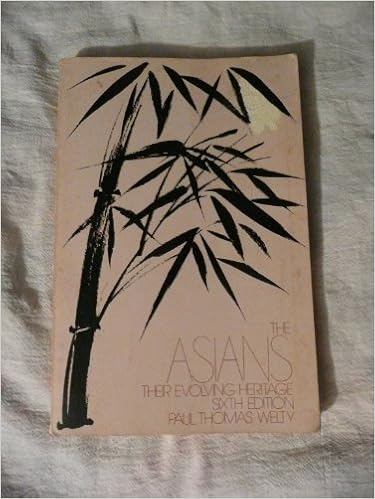 THE
ASIANS
THEIR EVOLVING HERITAGE
SIXTH EDITION
PAUL THOMAS WELTY